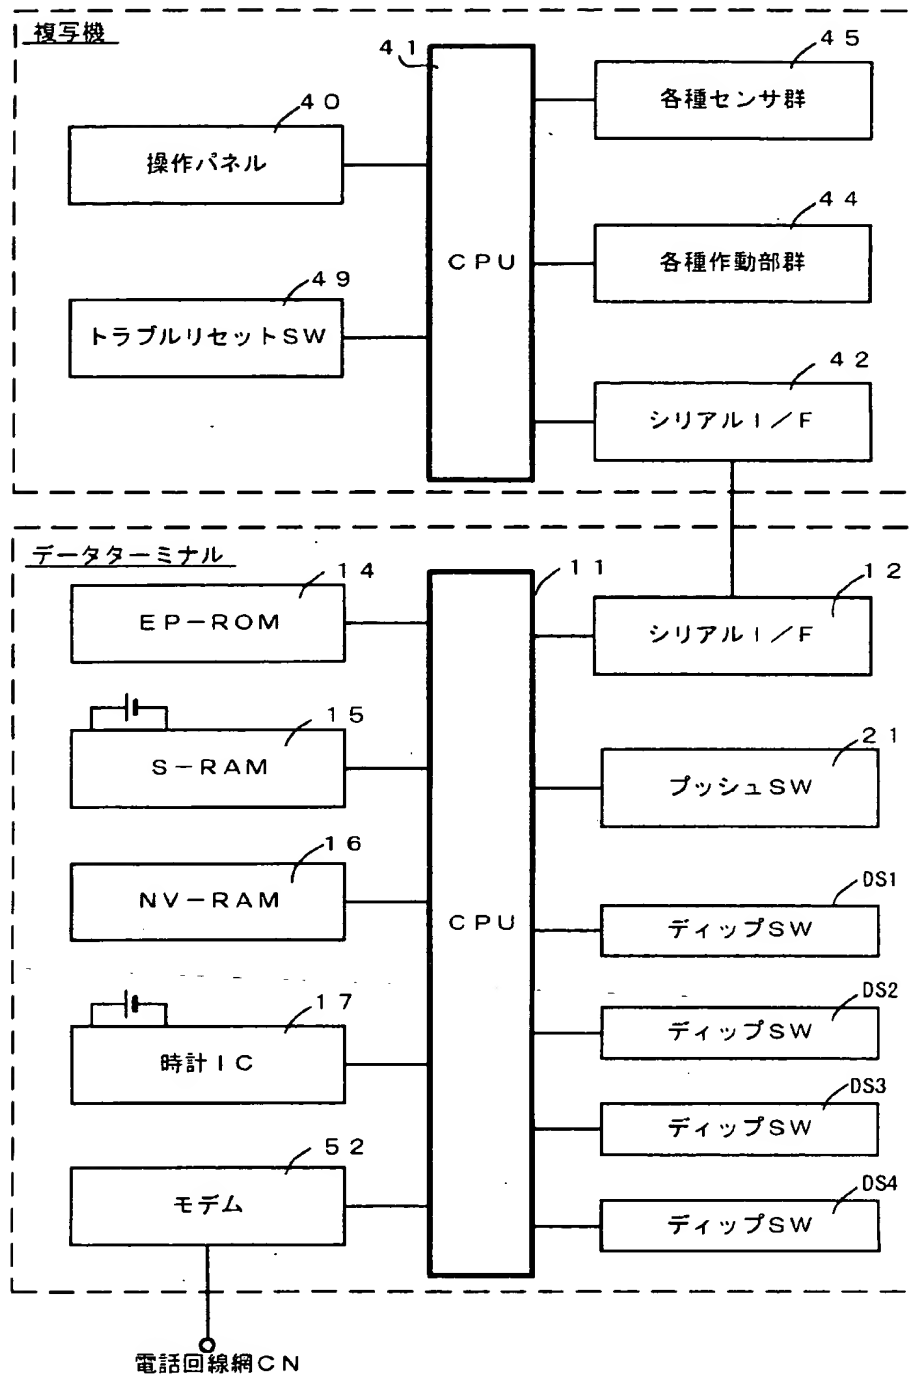 複写機
41
45
各種センサ群
40
操作パネル
44
CPU
各種作動部群
49
トラブルリセットSW
42
シリアルI/F
データターミナル
14
EP-ROM
11
12
シリアルI/F
15
S-RAM
21
プッシュSW
16
NV-RAM
CPU
DS1
ディップSW
17
時計IC
DS2
ディップSW
DS3
ディップSW
52
モデム
DS4
ディップSW
電話回線網CN